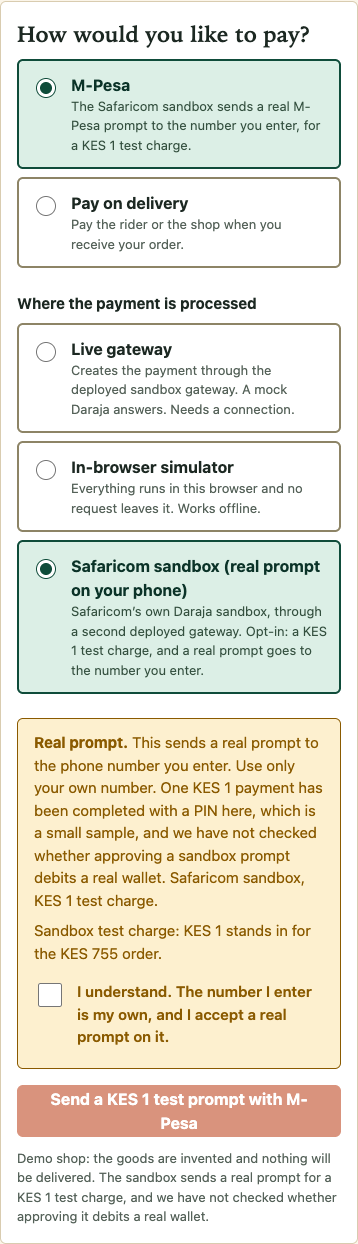 How would you like to pay?
M-Pesa
The Safaricom sandbox sends a real M-
Pesa prompt to the number you enter, for
a KES 1 test charge.
Pay on delivery
Pay the rider or the shop when you
receive your order.
Where the payment is processed
Live gateway
Creates the payment through the
deployed sandbox gateway. A mock
Daraja answers. Needs a connection.
In-browser simulator
Everything runs in this browser and no
request leaves it. Works offline.
Safaricom sandbox (real prompt
on your phone)
Safaricom’s own Daraja sandbox, through
a second deployed gateway. Opt-in: a KES
1 test charge, and a real prompt goes to
the number you enter.
Real prompt. This sends a real prompt to
the phone number you enter. Use only
your own number. One KES 1 payment has
been completed with a PIN here, which is
a small sample, and we have not checked
whether approving a sandbox prompt
debits a real wallet. Safaricom sandbox,
KES 1 test charge.
Sandbox test charge: KES 1 stands in for
the KES 755 order.
I understand. The number I enter
is my own, and I accept a real
prompt on it.
Send a KES 1 test prompt with M-
Pesa
Demo shop: the goods are invented and nothing will
be delivered. The sandbox sends a real prompt for a
KES 1 test charge, and we have not checked whether
approving it debits a real wallet.